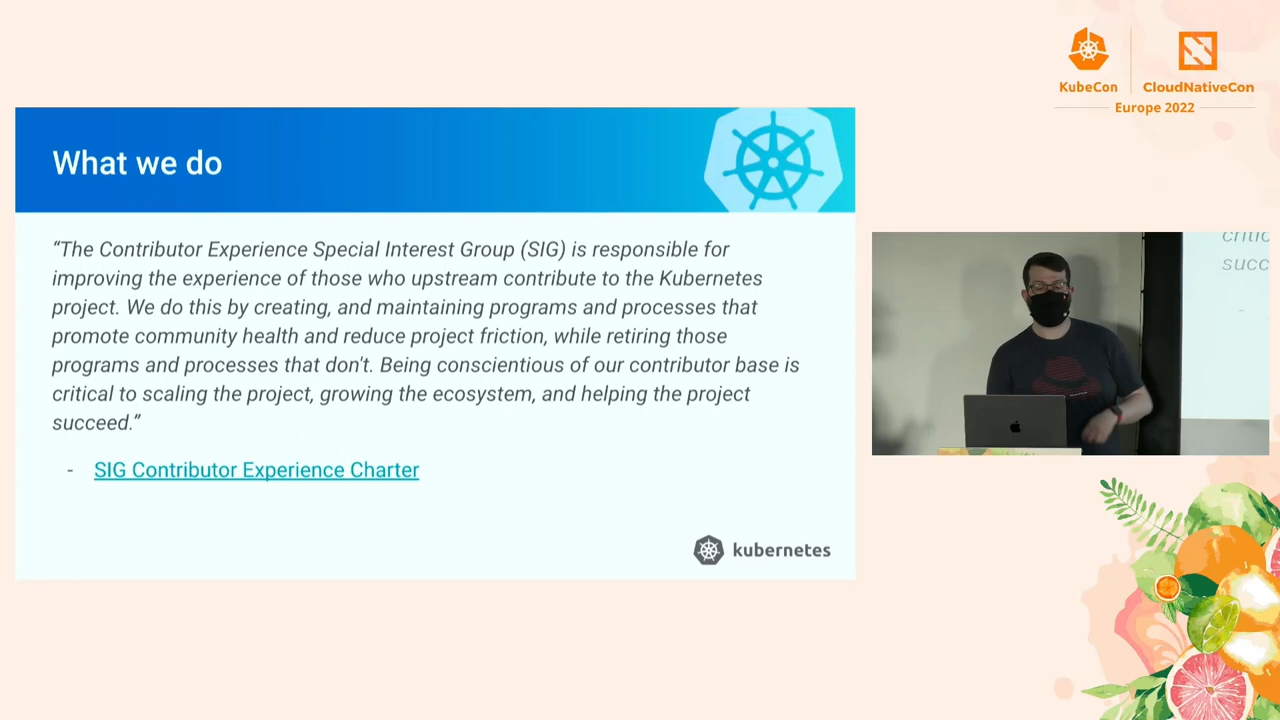 KubeCon
CloudNativeCon
Europe 2022
What we do
“The Contributor Experience Special Interest Group (SIG) is responsible for
improving the experience of those who upstream contribute to the Kubernetes
project. We do this by creating, and maintaining programs and processes that
promote community health and reduce project friction, while retiring those
programs and processes that don't. Being conscientious of our contributor base is
critical to scaling the project, growing the ecosystem, and helping the project
succeed.”
- SIG Contributor Experience Charter
kubernetes
critic
succ
-